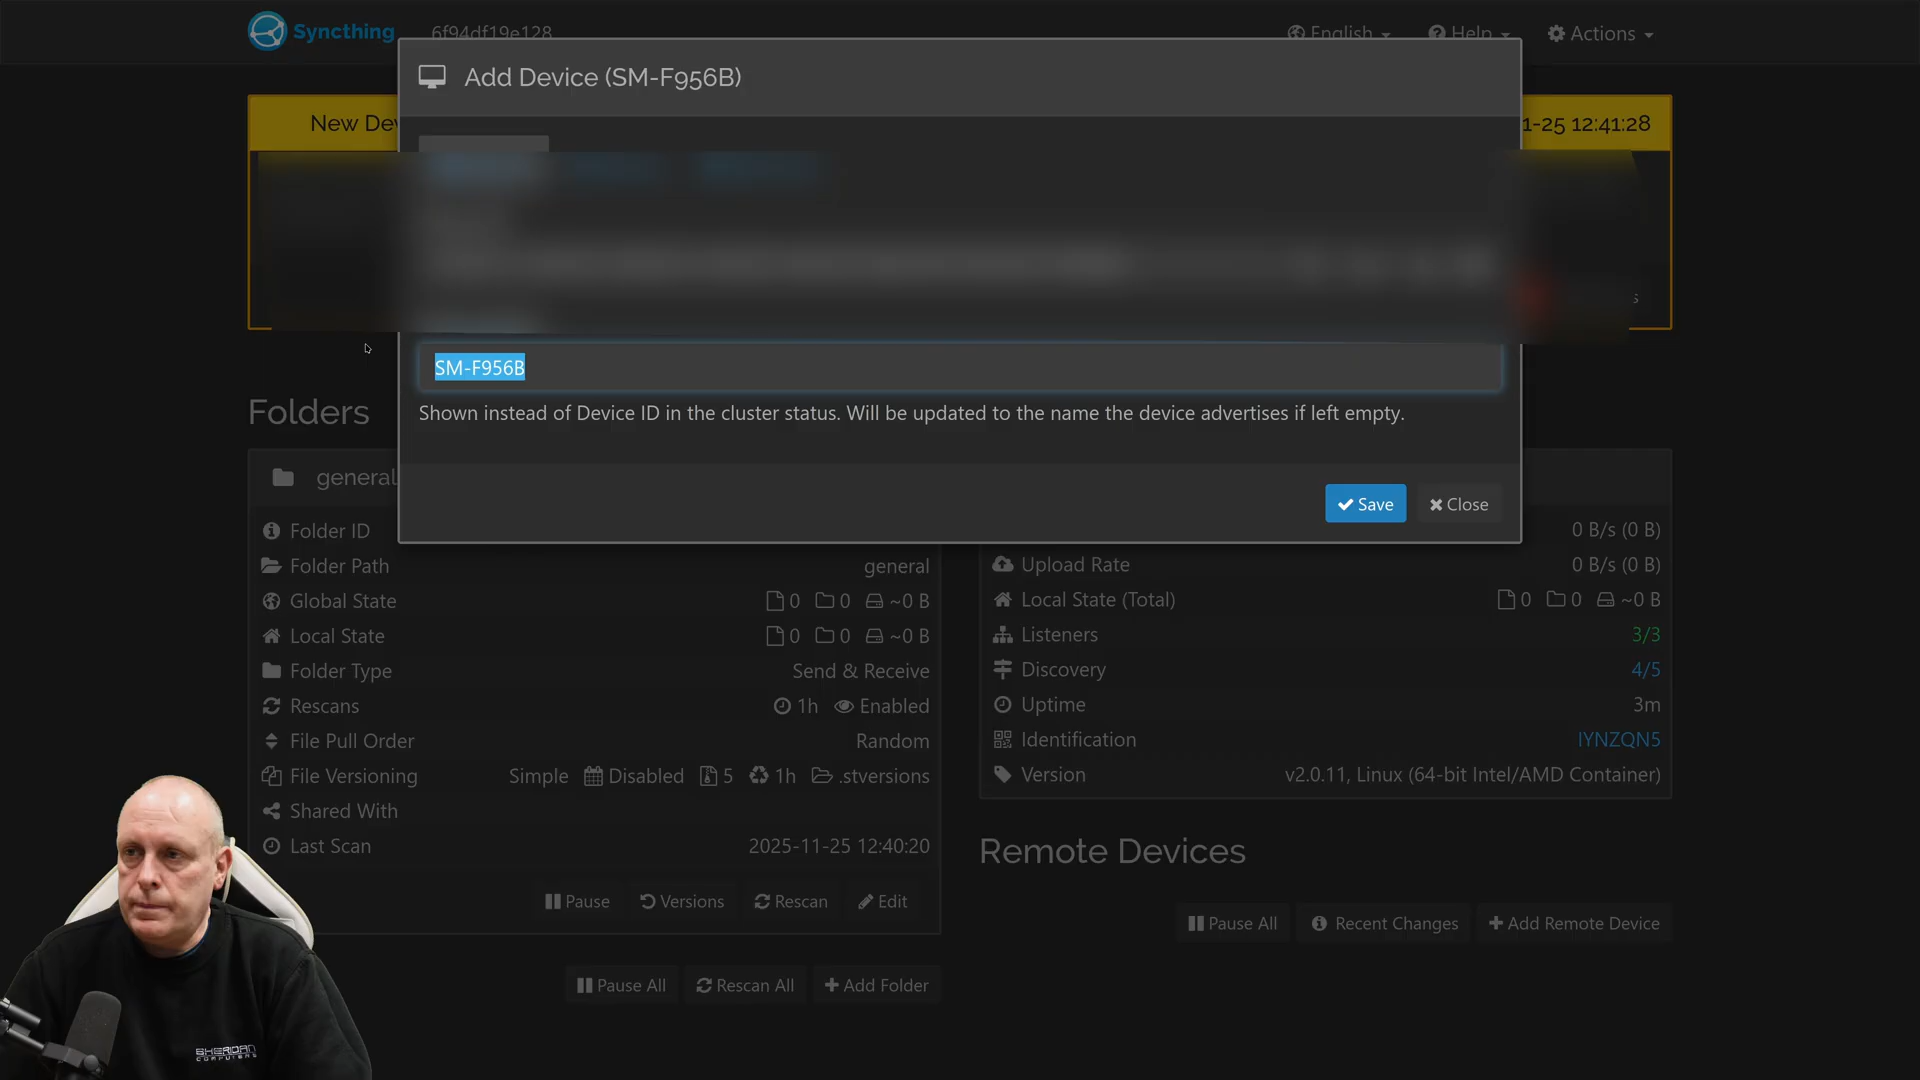 Syncthing
6f94df19e128
English
Help
Actions
Add Device (SM-F956B)
New Dev
1-25 12:41:28
s
SM-F956B
Shown instead of Device ID in the cluster status. Will be updated to the name the device advertises if left empty.
Save
Close
Folders
general
Folder ID
Folder Path general
Global State 0 0 ~0 B
Local State 0 0 ~0 B
Folder Type Send & Receive
Rescans 1h Enabled
File Pull Order Random
File Versioning Simple Disabled 5 1h .stversions
Shared With
Last Scan 2025-11-25 12:40:20
Pause Versions Rescan Edit
Pause All Rescan All Add Folder
0 B/s (0 B)
Upload Rate 0 B/s (0 B)
Local State (Total) 0 0 ~0 B
Listeners 3/3
Discovery 4/5
Uptime 3m
Identification IYNZQN5
Version v2.0.11, Linux (64-bit Intel/AMD Container)
Remote Devices
Pause All Recent Changes Add Remote Device
SHERIDAN
COMPUTERS